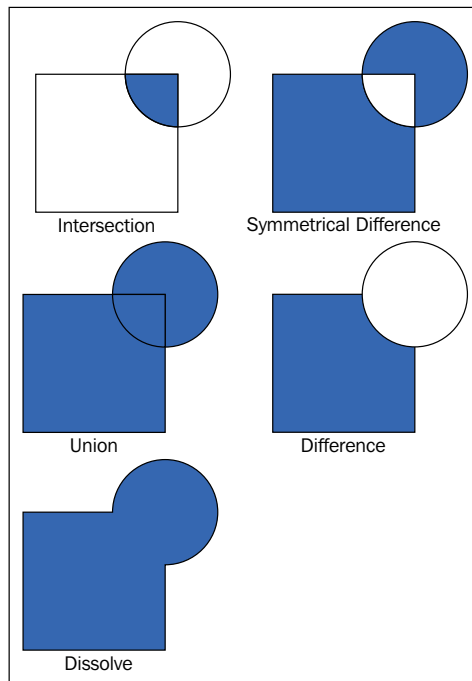 Intersection
Symmetrical Difference
Union
Difference
Dissolve